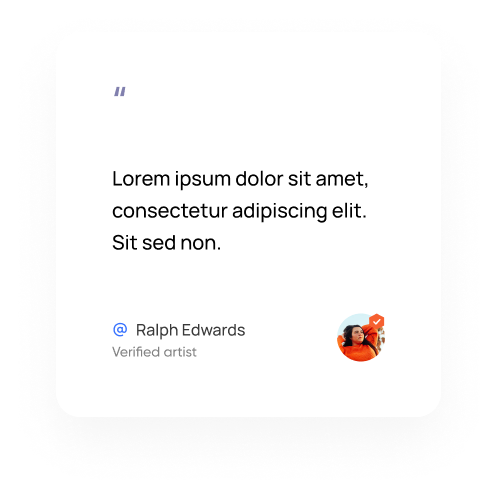 "
Lorem ipsum dolor sit amet,
consectetur adipiscing elit.
Sit sed non.
@ Ralph Edwards
Verified artist